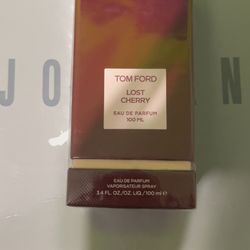 TOM FORD
LOST
CHERRY
EAU DE PARFUM
100 ML
EAU DE PARFUM
VAPORISATEUR SPRAY
3.4 FL.OZ./OZ.LIQ./100 ml ℮